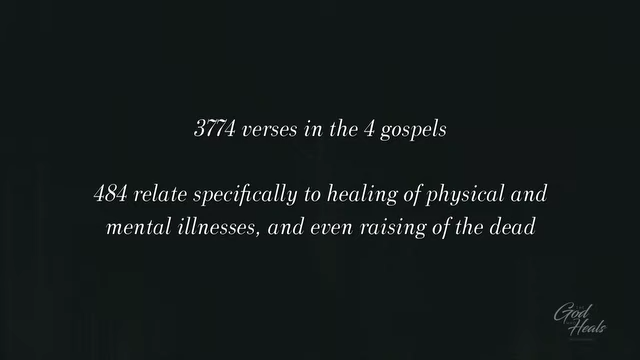 3774 verses in the 4 gospels
484 relate specifically to healing of physical and
mental illnesses, and even raising of the dead
God
Heals